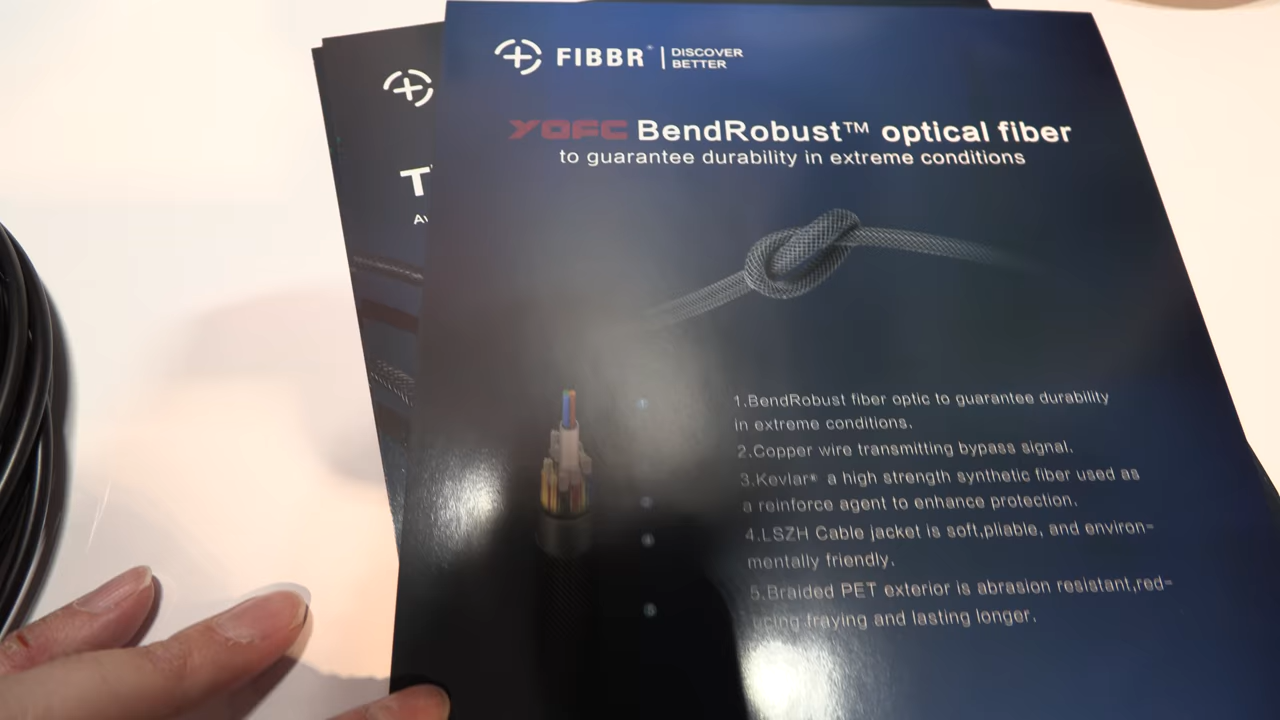 FIBBR® | DISCOVER
BETTER
YOFC BendRobust™ optical fiber
to guarantee durability in extreme conditions
1.BendRobust fiber optic to guarantee durability
in extreme conditions.
2.Copper wire transmitting bypass signal.
3.Kevlar® a high strength synthetic fiber used as
a reinforce agent to enhance protection.
4.LSZH Cable jacket is soft,pliable, and environ-
mentally friendly.
5.Braided PET exterior is abrasion resistant,red-
ucing fraying and lasting longer.